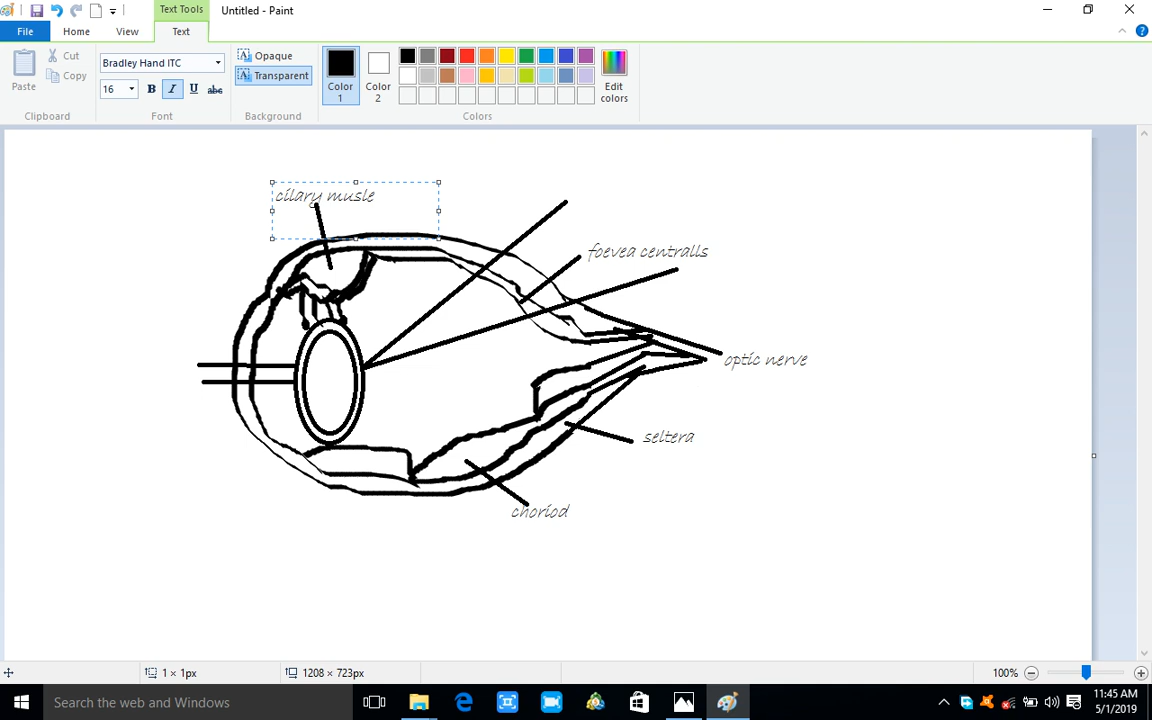 Text Tools
Untitled - Paint
File
Home
View
Text
Paste
Cut
Copy
Clipboard
Bradley Hand ITC
16
B
I
U
abc
Font
A Opaque
A Transparent
Background
Color 1
Color 2
Edit colors
Colors
cilary musle
foevea centralls
optic nerve
seltera
choriod
1 × 1px
1208 × 723px
100%
Search the web and Windows
11:45 AM
5/1/2019